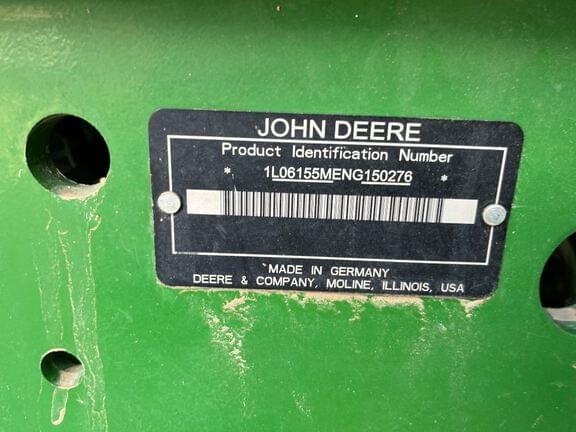 JOHN DEERE
Product Identification Number
* 1L06155MENG150276 *
MADE IN GERMANY
DEERE & COMPANY, MOLINE, ILLINOIS, USA